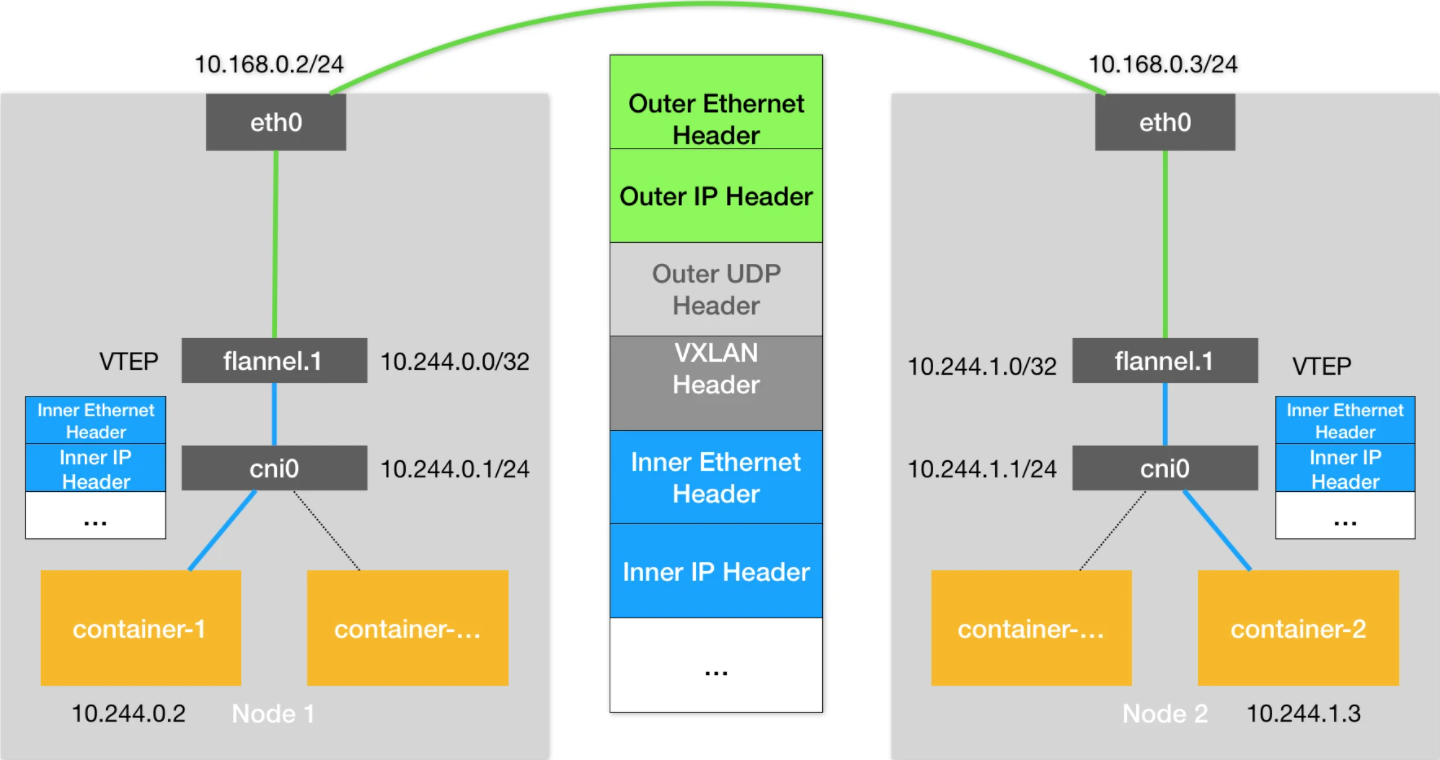 10.168.0.2/24
eth0
VTEP
flannel.1
10.244.0.0/32
Inner Ethernet
Header
Inner IP
Header
...
cni0
10.244.0.1/24
container-1
container-...
10.244.0.2
Node 1
Outer Ethernet
Header
Outer IP Header
Outer UDP
Header
VXLAN
Header
Inner Ethernet
Header
Inner IP Header
...
10.168.0.3/24
eth0
10.244.1.0/32
flannel.1
VTEP
10.244.1.1/24
cni0
Inner Ethernet
Header
Inner IP
Header
...
container-...
container-2
Node 2
10.244.1.3